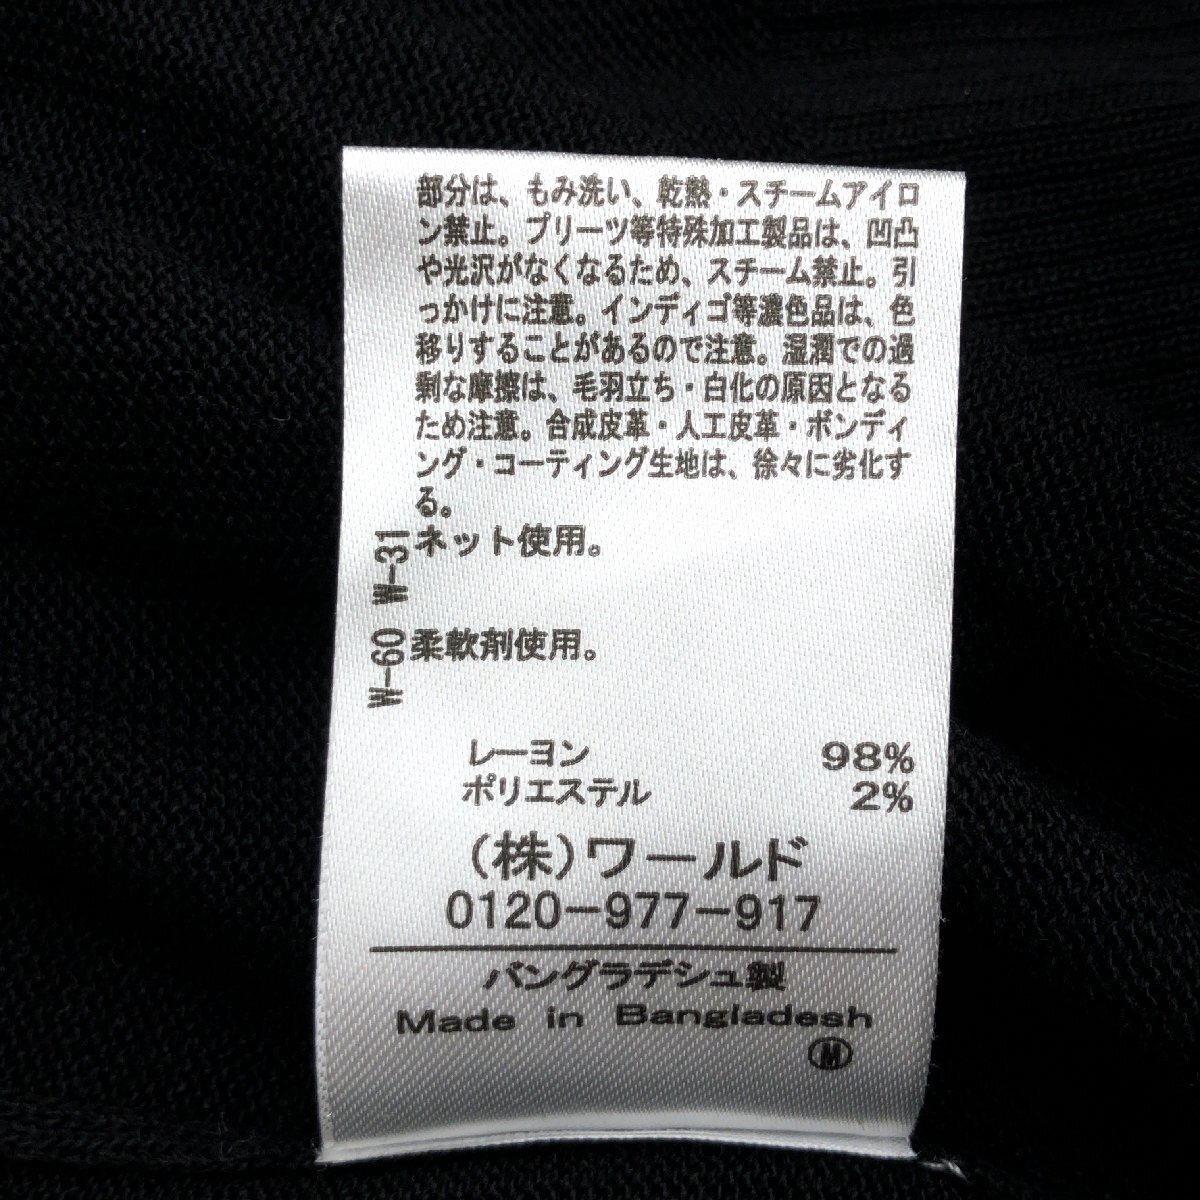 部分は、もみ洗い、乾熱・スチームアイロ
ン禁止。プリーツ等特殊加工製品は、凹凸
や光沢がなくなるため、スチーム禁止。引
っかけに注意。インディゴ等濃色品は、色
移りすることがあるので注意。湿潤での過
剰な摩擦は、毛羽立ち・白化の原因となる
ため注意。合成皮革・人工皮革・ボンディ
ング・コーティング生地は、徐々に劣化す
る。
W-31 ネット使用。
W-60 柔軟剤使用。
レーヨン 98%
ポリエステル 2%
(株)ワールド
0120-977-917
バングラデシュ製
Made in Bangladesh
Ⓜ